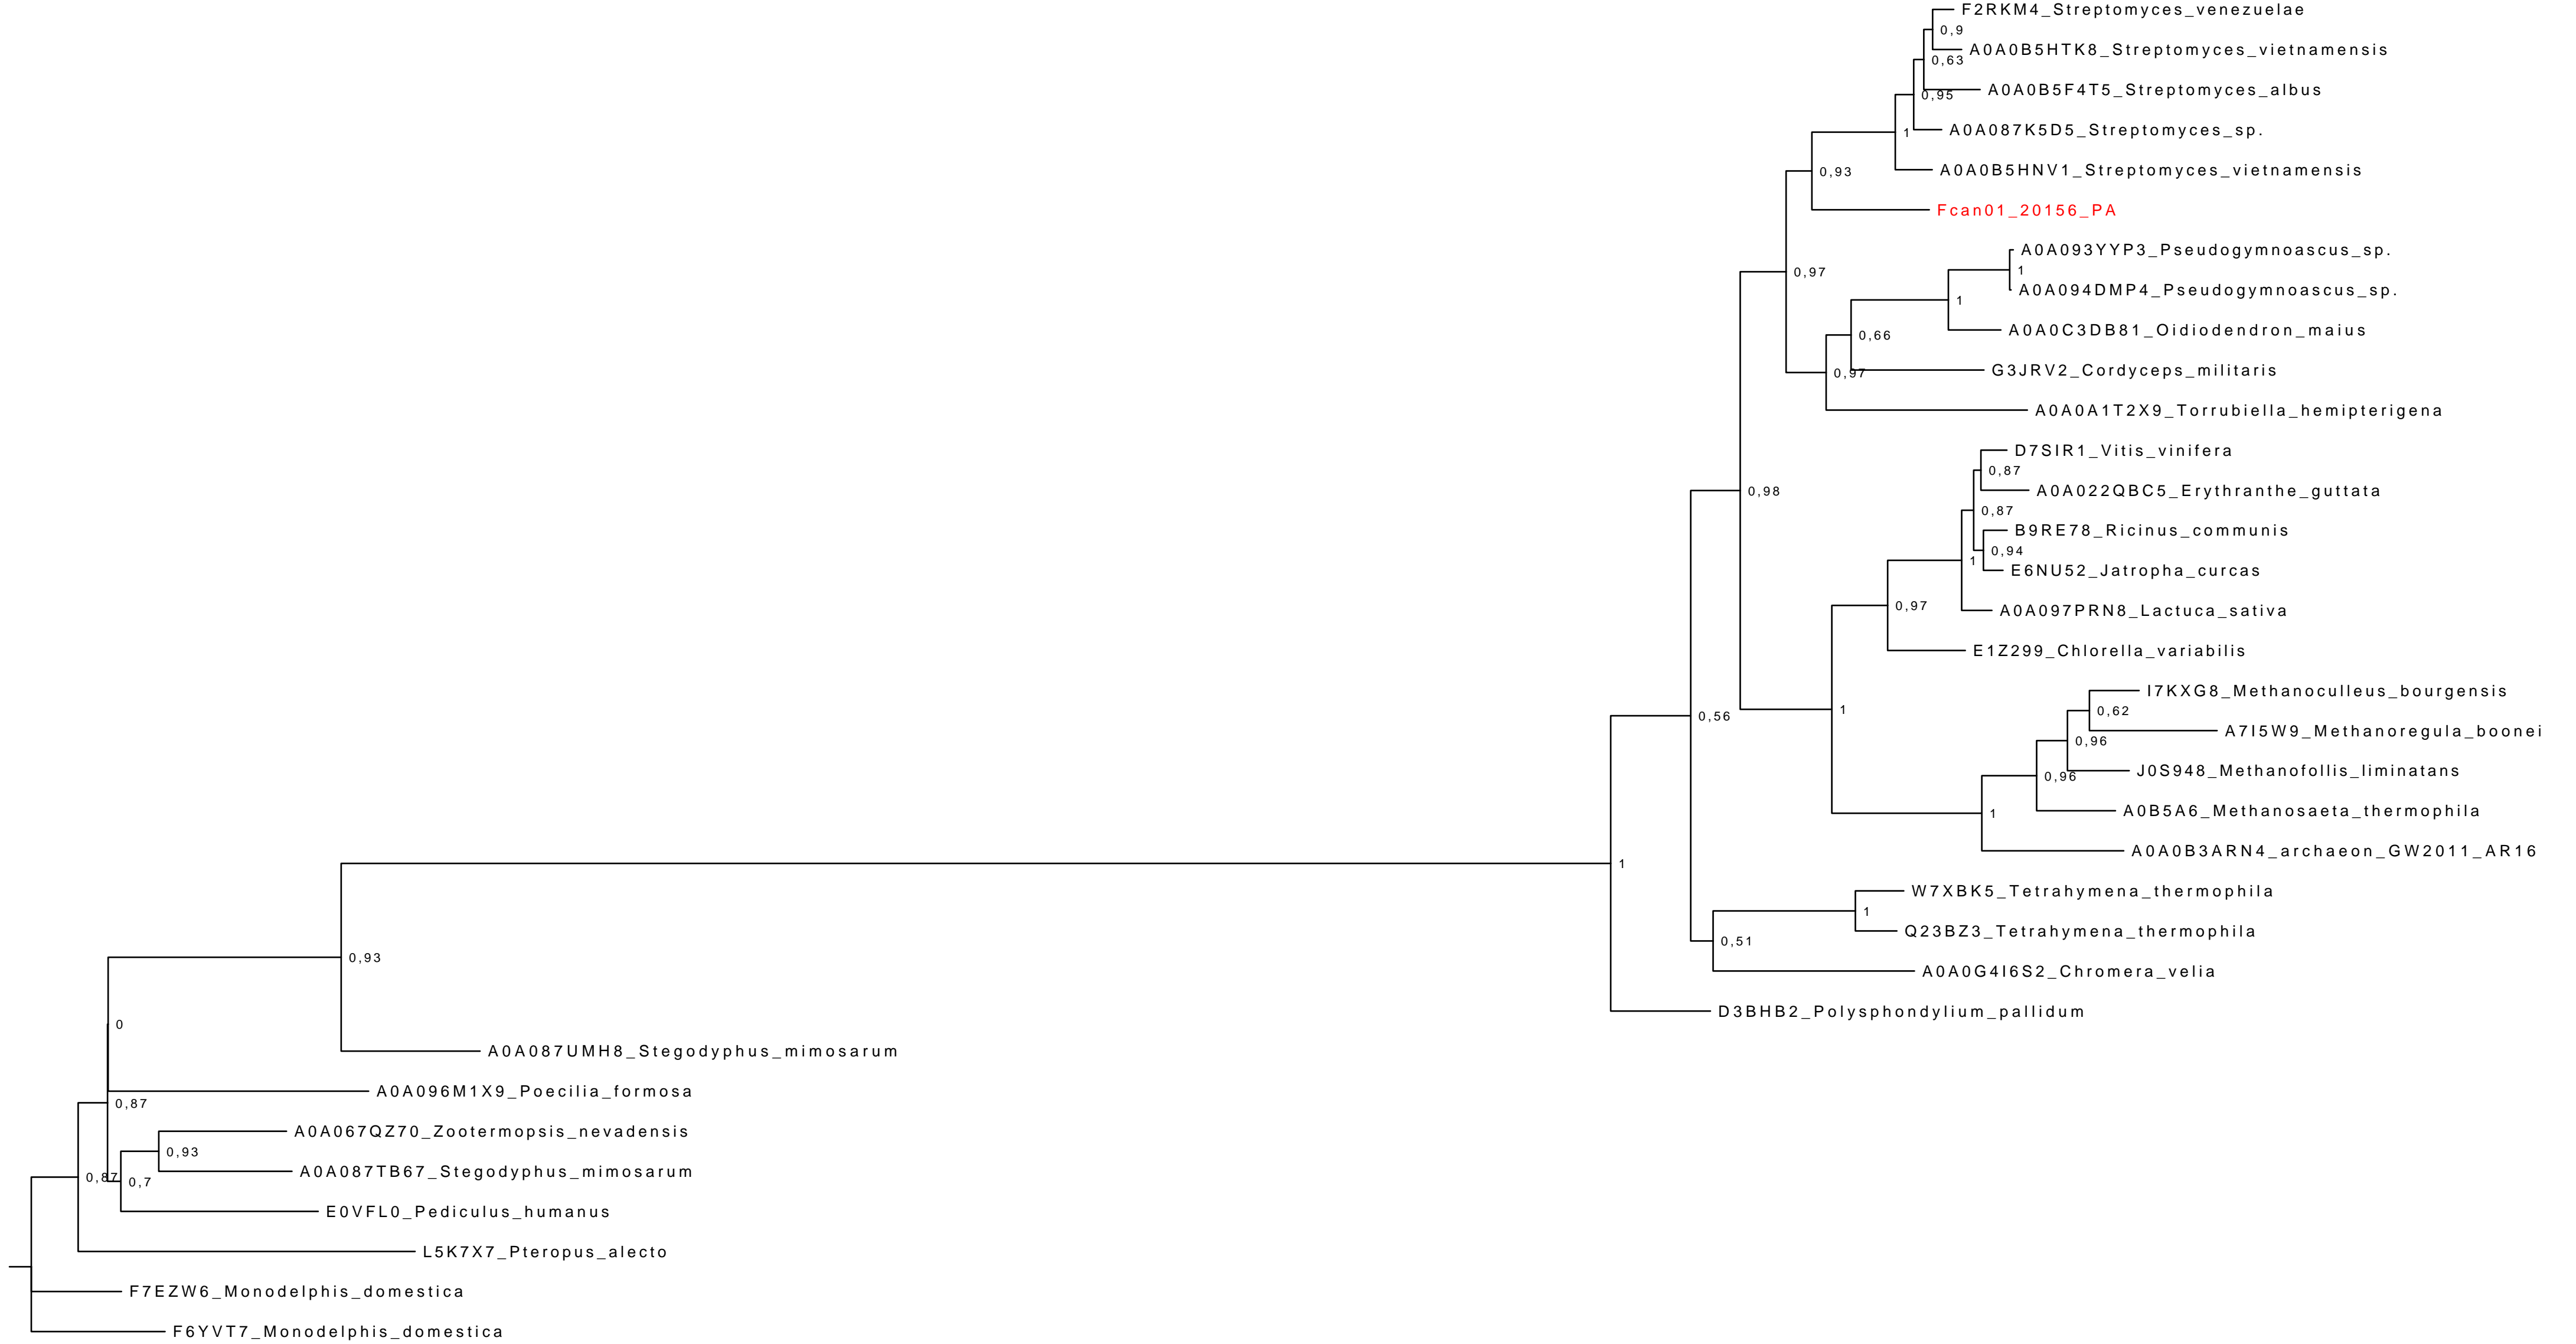 F2RKM4_Streptomyces_venezuelae
0,9
A0A0B5HTK8_Streptomyces_vietnamensis
0,63
A0A0B5F4T5_Streptomyces_albus
0,95
A0A087K5D5_Streptomyces_sp.
1
A0A0B5HNV1_Streptomyces_vietnamensis
0,93
Fcan01_20156_PA
A0A093YYP3_Pseudogymnoascus_sp.
1
0,97
A0A094DMP4_Pseudogymnoascus_sp.
1
A0A0C3DB81_Oidiodendron_maius
0,66
G3JRV2_Cordyceps_militaris
0,97
A0A0A1T2X9_Torrubiella_hemipterigena
D7SIR1_Vitis_vinifera
0,87
A0A022QBC5_Erythranthe_guttata
0,98
0,87
B9RE78_Ricinus_communis
0,94
1
E6NU52_Jatropha_curcas
0,97
A0A097PRN8_Lactuca_sativa
E1Z299_Chlorella_variabilis
I7KXG8_Methanoculleus_bourgensis
1
0,62
0,56
A7I5W9_Methanoregula_boonei
0,96
J0S948_Methanofollis_liminatans
0,96
A0B5A6_Methanosaeta_thermophila
1
A0A0B3ARN4_archaeon_GW2011_AR16
1
W7XBK5_Tetrahymena_thermophila
1
Q23BZ3_Tetrahymena_thermophila
0,51
0,93
A0A0G4I6S2_Chromera_velia
D3BHB2_Polysphondylium_pallidum
0
A0A087UMH8_Stegodyphus_mimosarum
A0A096M1X9_Poecilia_formosa
0,87
A0A067QZ70_Zootermopsis_nevadensis
0,93
A0A087TB67_Stegodyphus_mimosarum
0,87
0,7
E0VFL0_Pediculus_humanus
L5K7X7_Pteropus_alecto
F7EZW6_Monodelphis_domestica
F6YVT7_Monodelphis_domestica